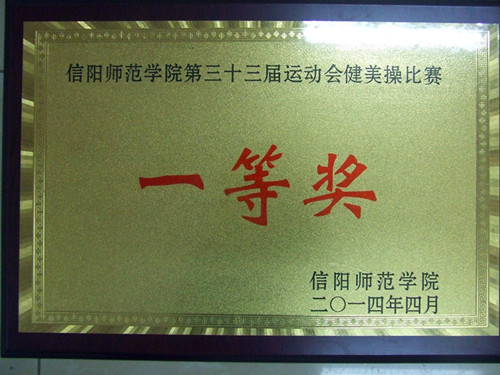 信阳师范学院第三十三届运动会健美操比赛
一等奖
信阳师范学院
二〇一四年四月